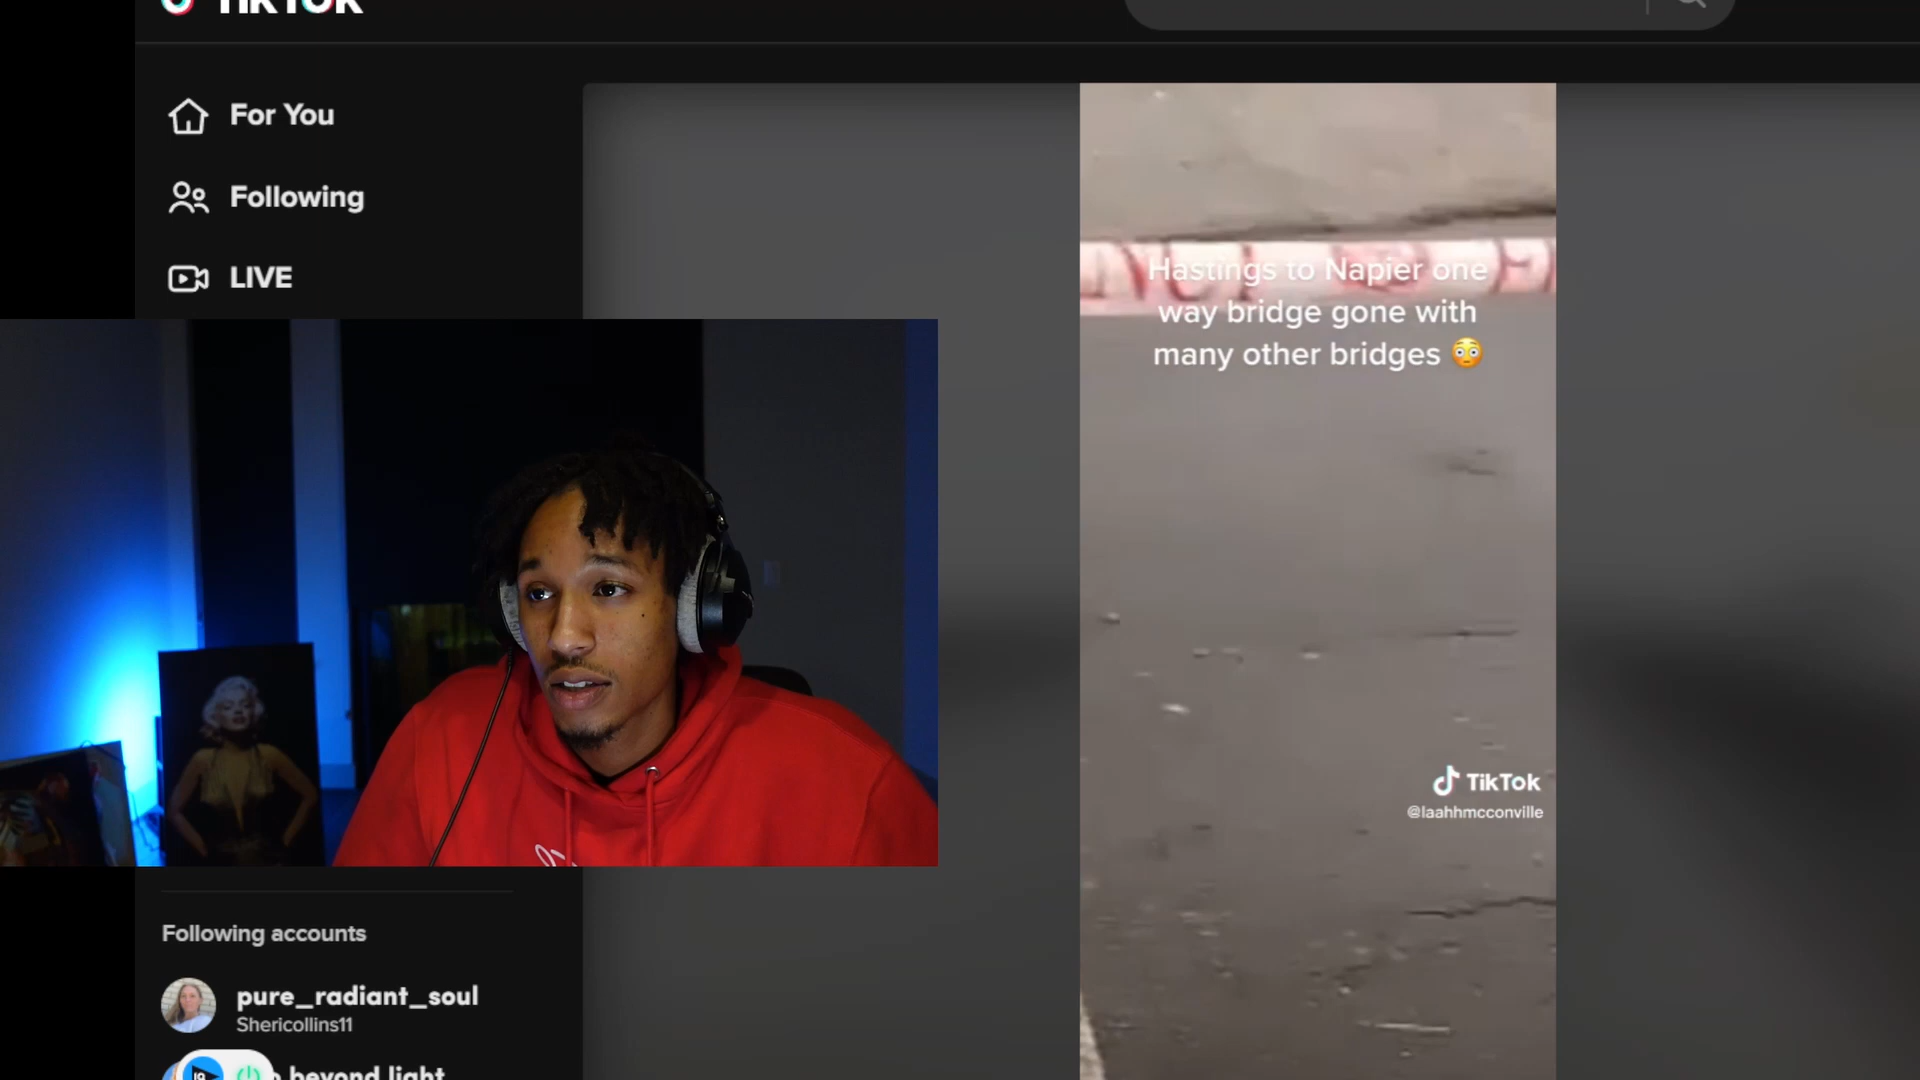 TikTok
For You
Following
LIVE
Hastings to Napier one
way bridge gone with
many other bridges 😳
TikTok
@laahhmcconville
Following accounts
pure_radiant_soul
Shericollins11
beyond light